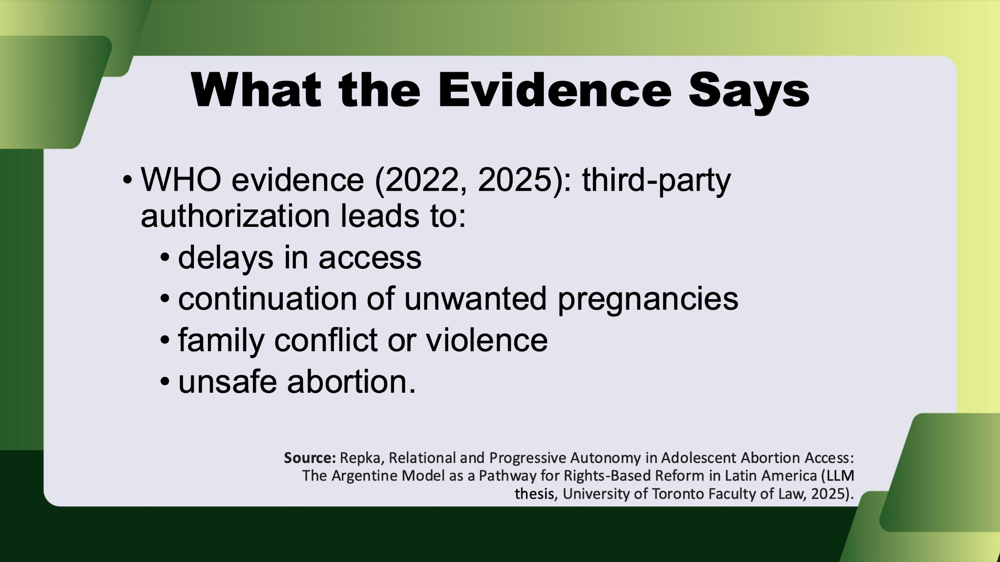 What the Evidence Says
• WHO evidence (2022, 2025): third-party
authorization leads to:
• delays in access
• continuation of unwanted pregnancies
• family conflict or violence
• unsafe abortion.
Source: Repka, Relational and Progressive Autonomy in Adolescent Abortion Access:
The Argentine Model as a Pathway for Rights-Based Reform in Latin America (LLM
thesis, University of Toronto Faculty of Law, 2025).